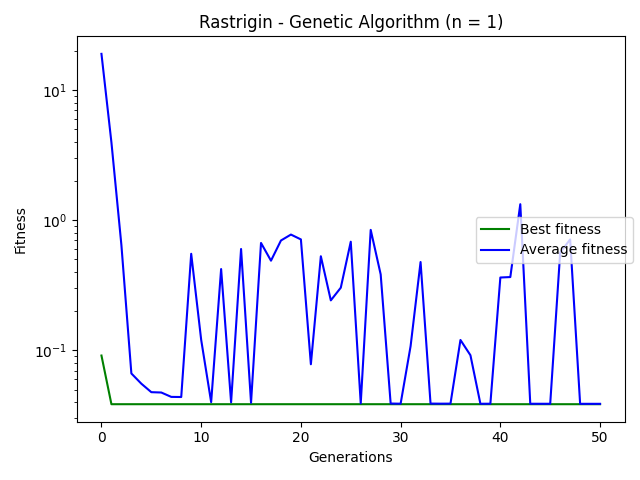 Rastrigin - Genetic Algorithm (n = 1)
Fitness
10¹
10⁰
10⁻¹
Best fitness
Average fitness
0 10 20 30 40 50
Generations